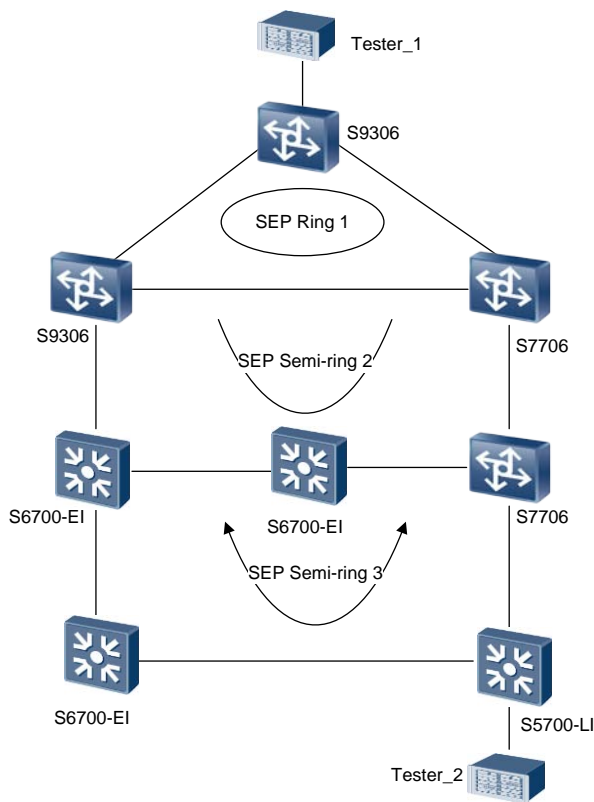 Tester_1
S9306
SEP Ring 1
S9306
S7706
SEP Semi-ring 2
S6700-EI
S6700-EI
S7706
SEP Semi-ring 3
S6700-EI
S5700-LI
Tester_2